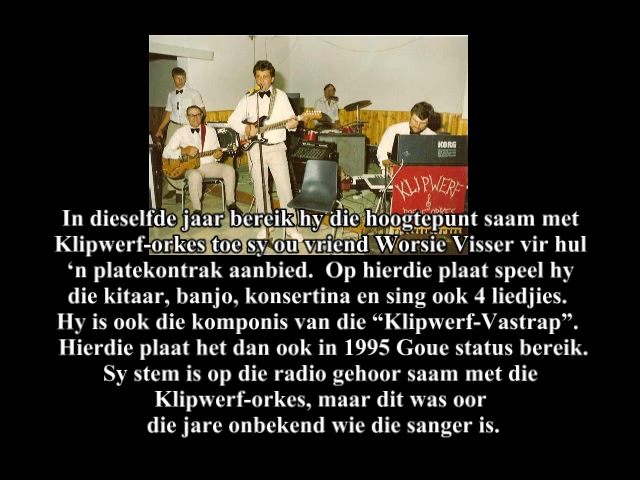 KORG
KLIPWERF
In dieselfde jaar bereik hy die hoogtepunt saam met
Klipwerf-orkes toe sy ou vriend Worsie Visser vir hul
‘n platekontrak aanbied. Op hierdie plaat speel hy
die kitaar, banjo, konsertina en sing ook 4 liedjies.
Hy is ook die komponis van die “Klipwerf-Vastrap”.
Hierdie plaat het dan ook in 1995 Goue status bereik.
Sy stem is op die radio gehoor saam met die
Klipwerf-orkes, maar dit was oor
die jare onbekend wie die sanger is.